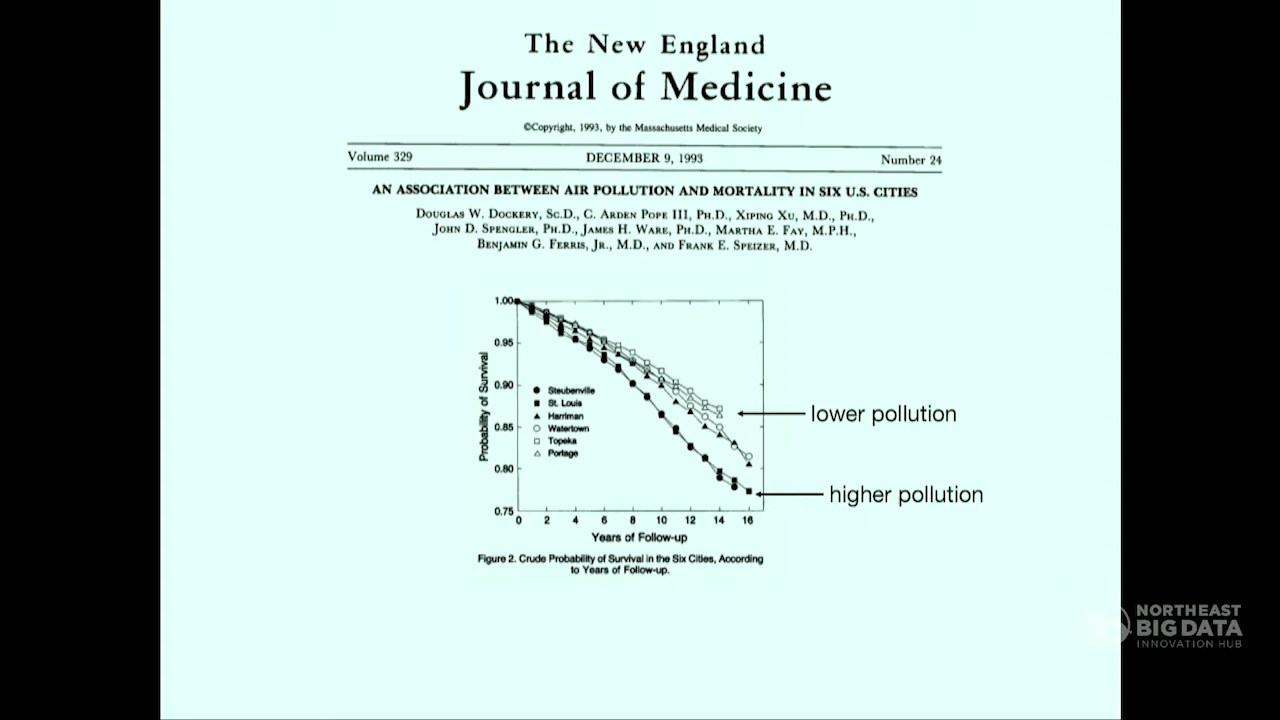 The New England
Journal of Medicine
©Copyright, 1993, by the Massachusetts Medical Society
Volume 329 DECEMBER 9, 1993 Number 24
AN ASSOCIATION BETWEEN AIR POLLUTION AND MORTALITY IN SIX U.S. CITIES
DOUGLAS W. DOCKERY, SC.D., C. ARDEN POPE III, PH.D., XIPING XU, M.D., PH.D.,
JOHN D. SPENGLER, PH.D., JAMES H. WARE, PH.D., MARTHA E. FAY, M.P.H.,
BENJAMIN G. FERRIS, JR., M.D., AND FRANK E. SPEIZER, M.D.
1.00
0.95
0.90
0.85
0.80
0.75
Probability of Survival
Steubenville
St. Louis
Harriman
Watertown
Topeka
Portage
lower pollution
higher pollution
0 2 4 6 8 10 12 14 16
Years of Follow-up
Figure 2. Crude Probability of Survival in the Six Cities, According
to Years of Follow-up.
NORTHEAST
BIG DATA
INNOVATION HUB